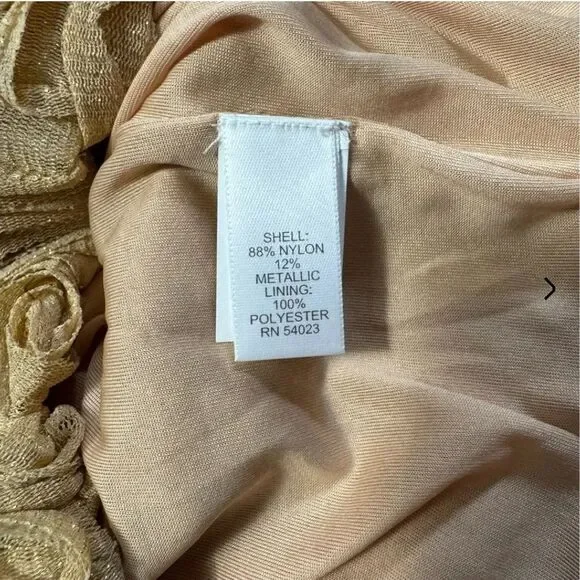 SHELL:
88% NYLON
12%
METALLIC
LINING:
100%
POLYESTER
RN 54023